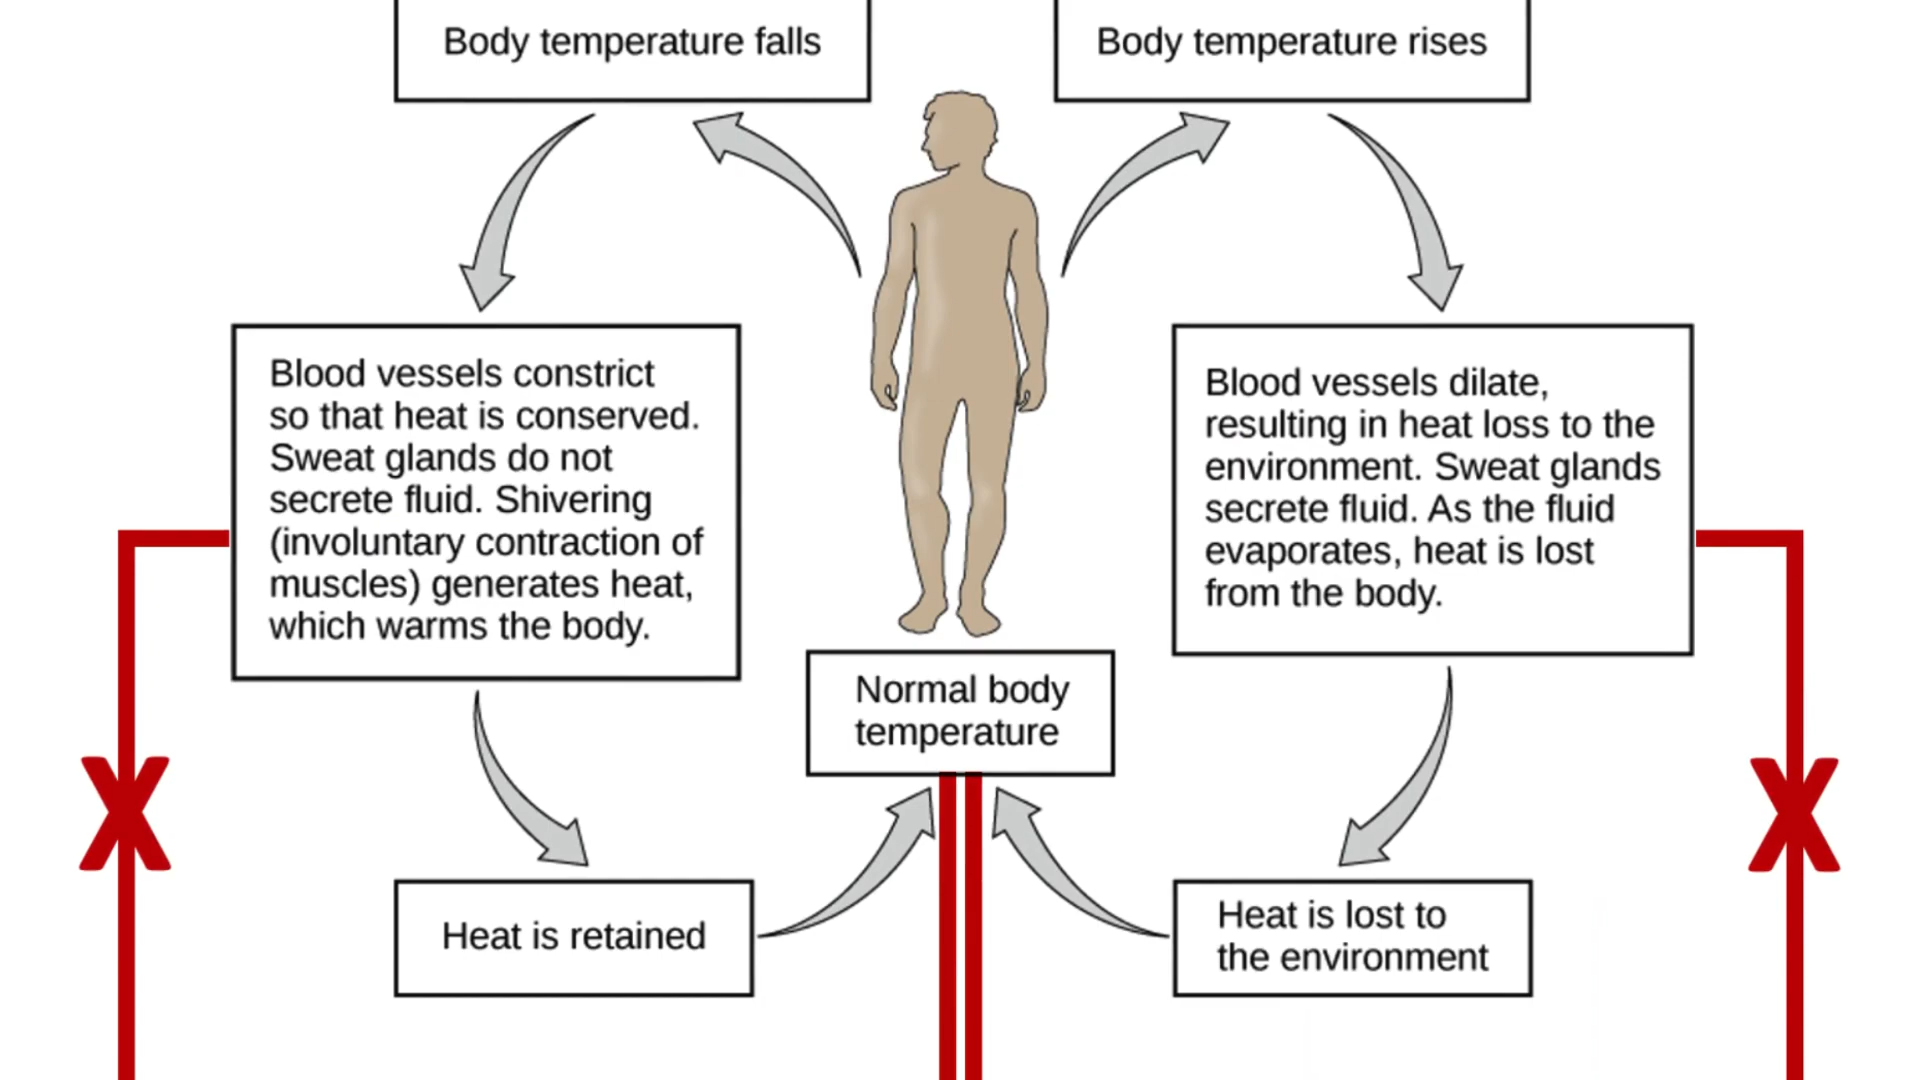 Body temperature falls
Body temperature rises
Blood vessels constrict
so that heat is conserved.
Sweat glands do not
secrete fluid. Shivering
(involuntary contraction of
muscles) generates heat,
which warms the body.
Blood vessels dilate,
resulting in heat loss to the
environment. Sweat glands
secrete fluid. As the fluid
evaporates, heat is lost
from the body.
Normal body
temperature
X
X
Heat is retained
Heat is lost to
the environment